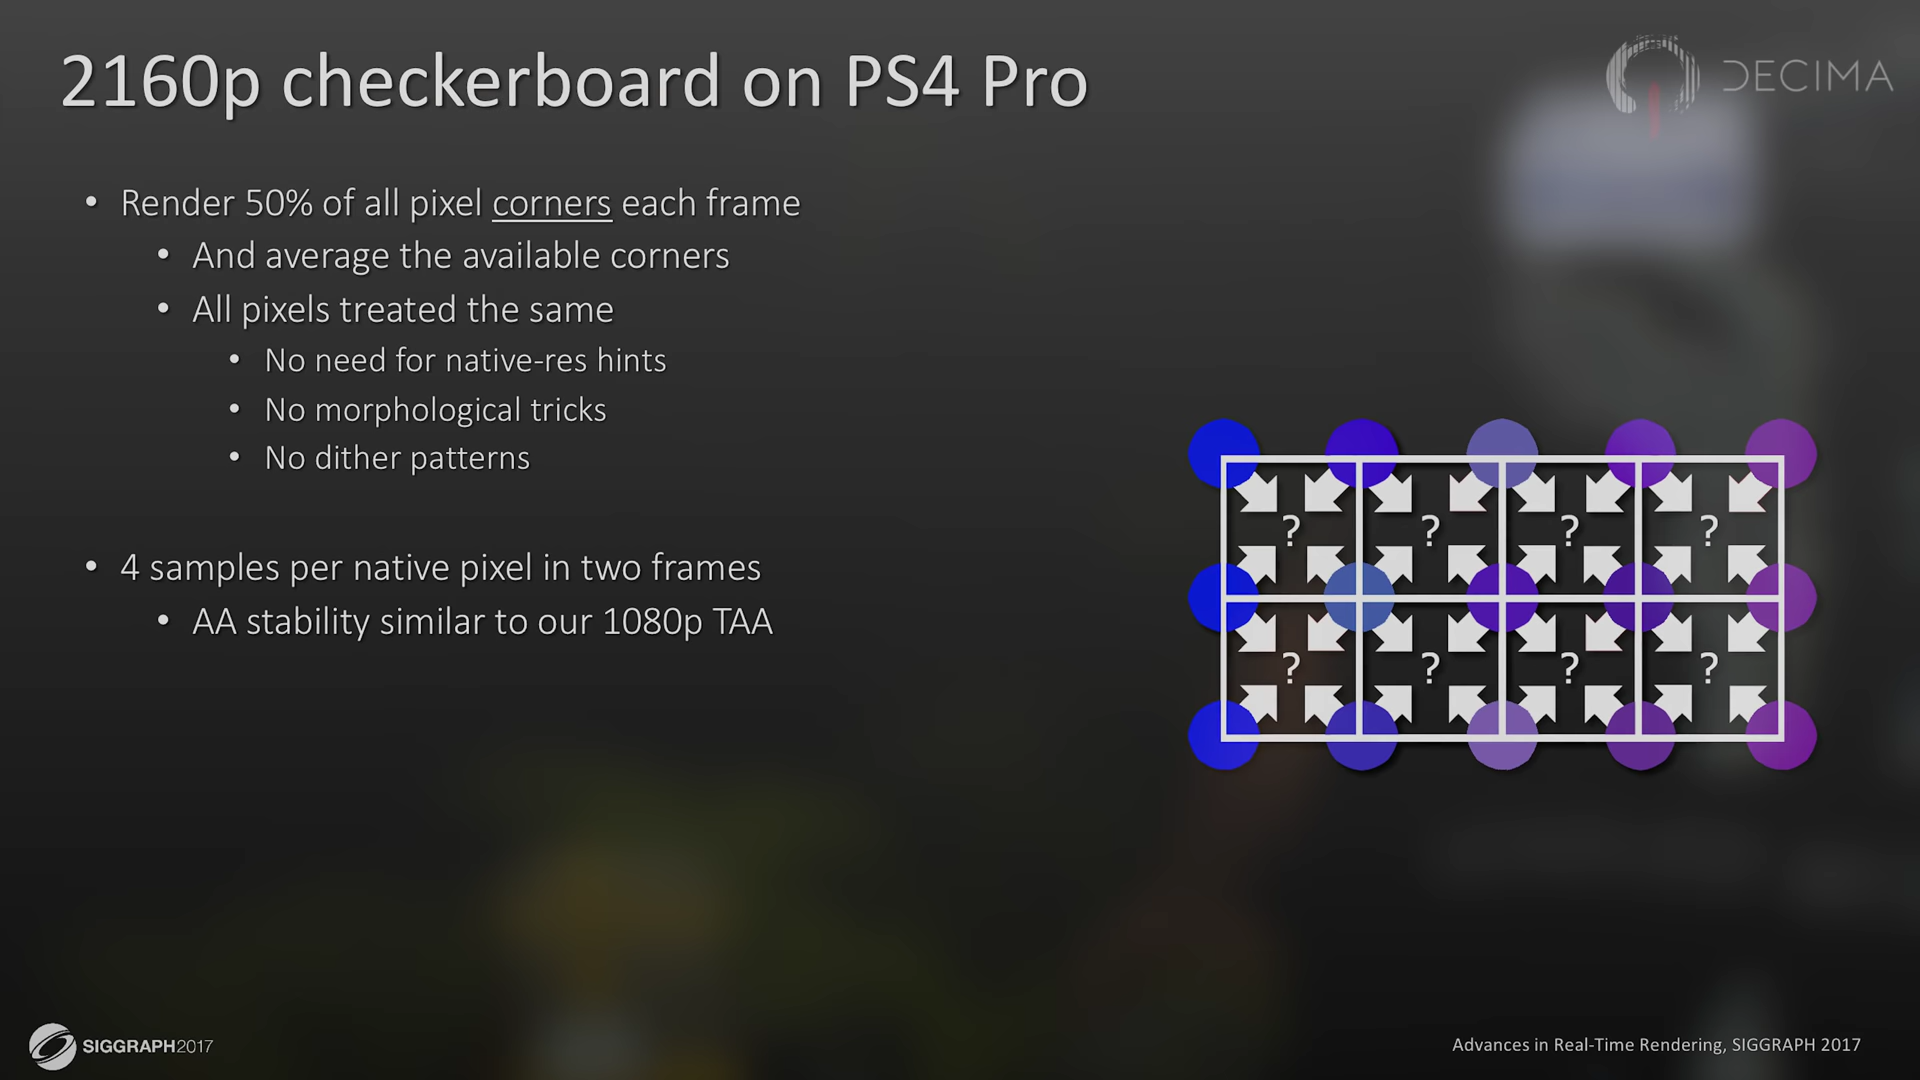 2160p checkerboard on PS4 Pro
DECIMA
• Render 50% of all pixel corners each frame
• And average the available corners
• All pixels treated the same
• No need for native-res hints
• No morphological tricks
• No dither patterns
• 4 samples per native pixel in two frames
• AA stability similar to our 1080p TAA
? ? ? ?
? ? ? ?
SIGGRAPH2017
Advances in Real-Time Rendering, SIGGRAPH 2017